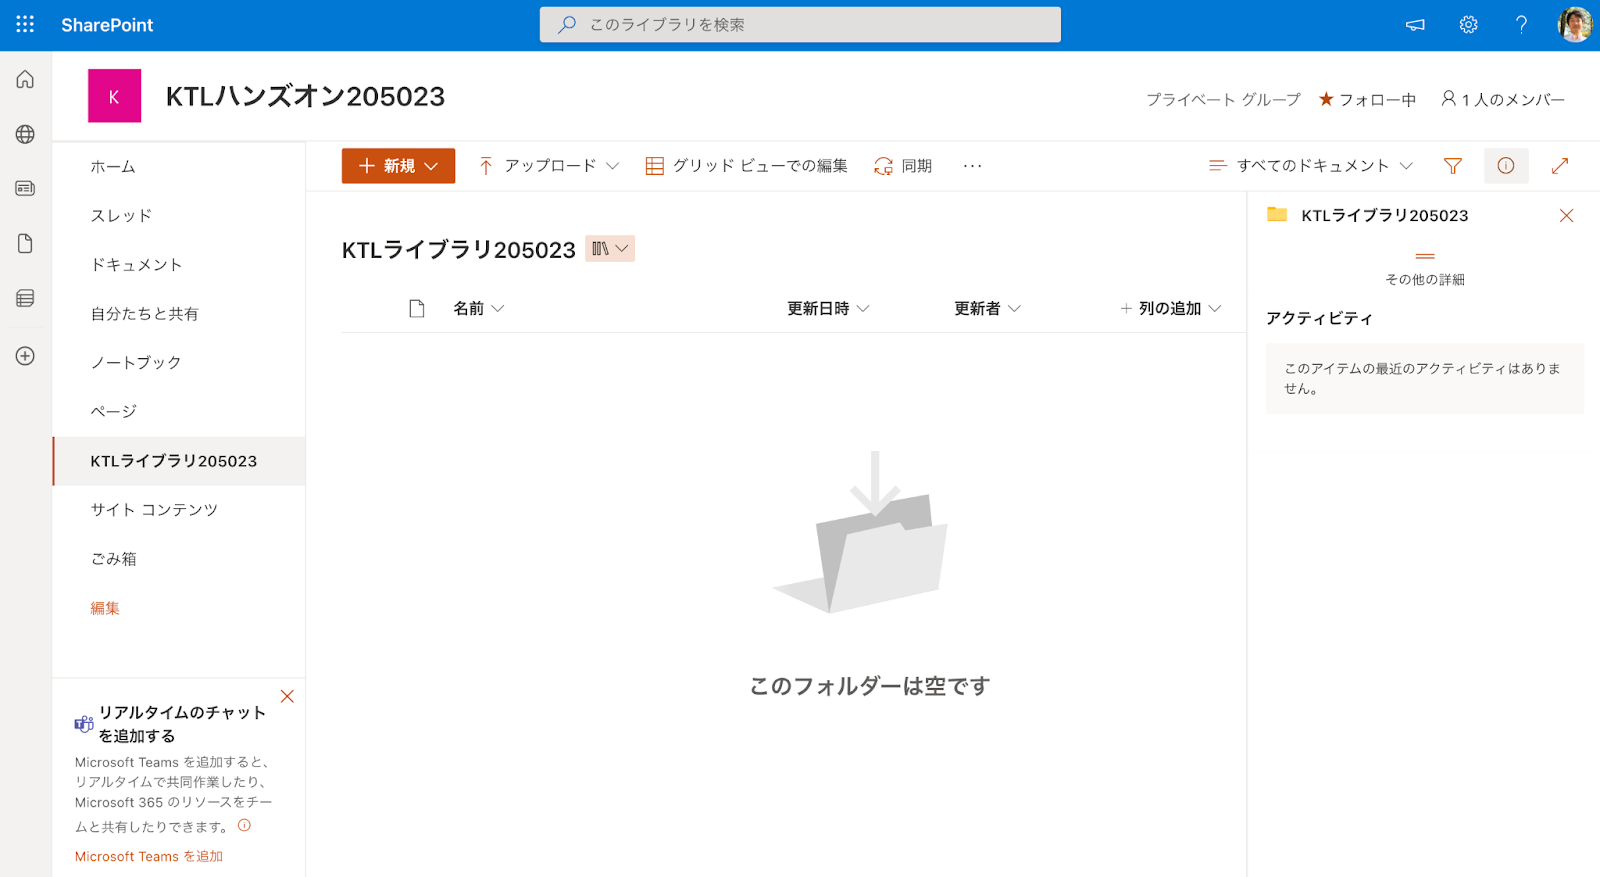 SharePoint
このライブラリを検索
K
KTLハンズオン205023
プライベート グループ
フォロー中
1 人のメンバー
ホーム
スレッド
ドキュメント
自分たちと共有
ノートブック
ページ
KTLライブラリ205023
サイト コンテンツ
ごみ箱
編集
リアルタイムのチャット
を追加する
Microsoft Teams を追加すると、
リアルタイムで共同作業したり、
Microsoft 365 のリソースをチー
ムと共有したりできます。
Microsoft Teams を追加
+ 新規
アップロード
グリッド ビューでの編集
同期
···
すべてのドキュメント
KTLライブラリ205023
名前
更新日時
更新者
+ 列の追加
このフォルダーは空です
KTLライブラリ205023
その他の詳細
アクティビティ
このアイテムの最近のアクティビティはありま
せん。